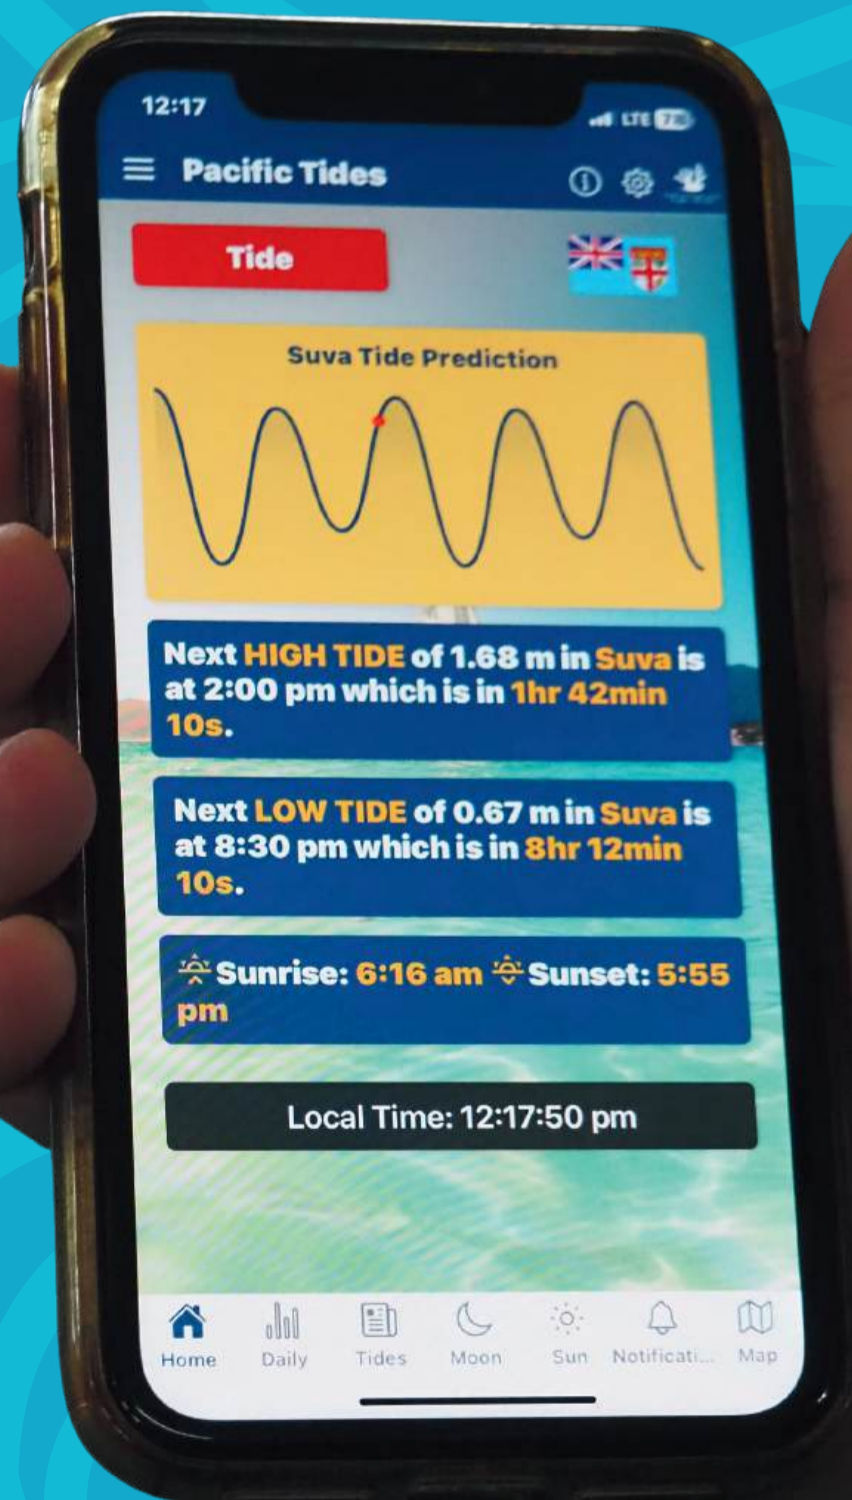 12:17
LTE
Pacific Tides
Tide
Suva Tide Prediction
Next HIGH TIDE of 1.68 m in Suva is
at 2:00 pm which is in 1hr 42min
10s.
Next LOW TIDE of 0.67 m in Suva is
at 8:30 pm which is in 8hr 12min
10s.
Sunrise: 6:16 am Sunset: 5:55
pm
Local Time: 12:17:50 pm
Home Daily Tides Moon Sun Notificati... Map